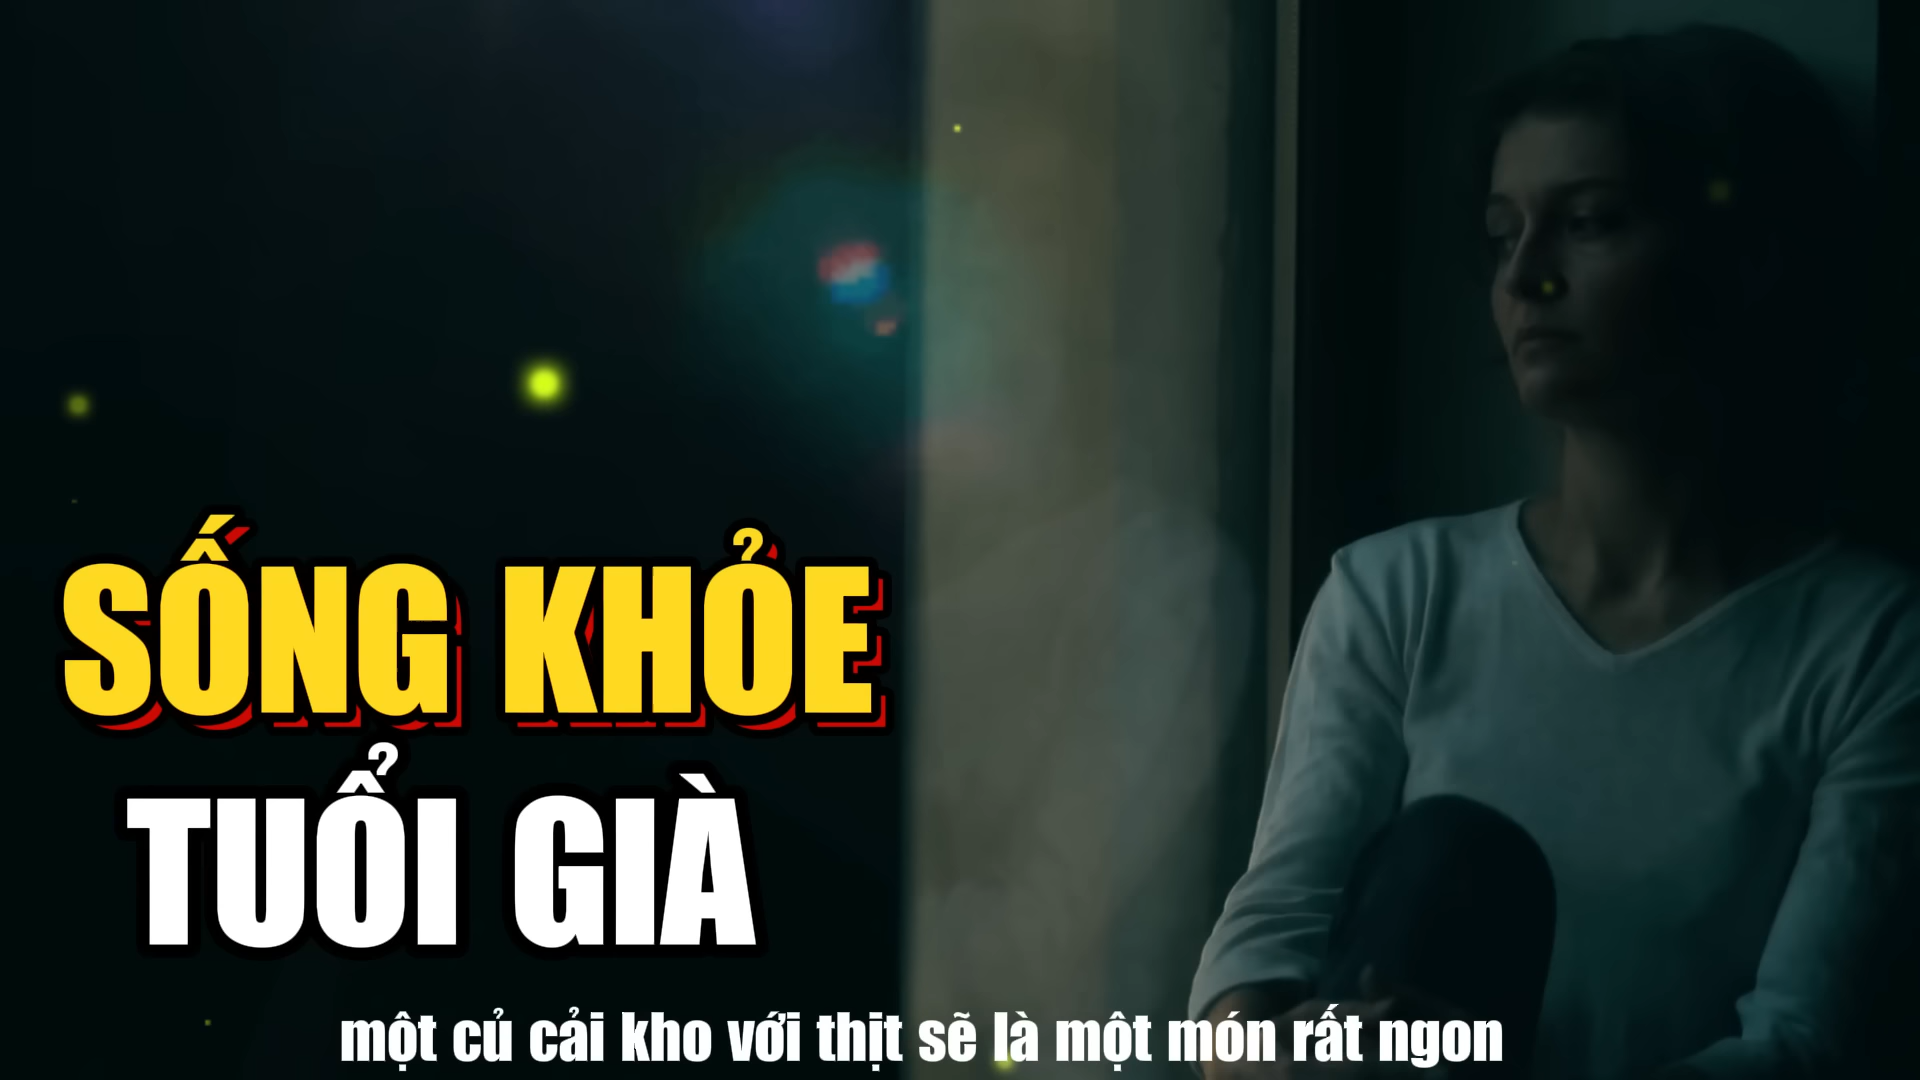 SỐNG KHỎE
TUỔI GIÀ
một củ cải kho với thịt sẽ là một món rất ngon